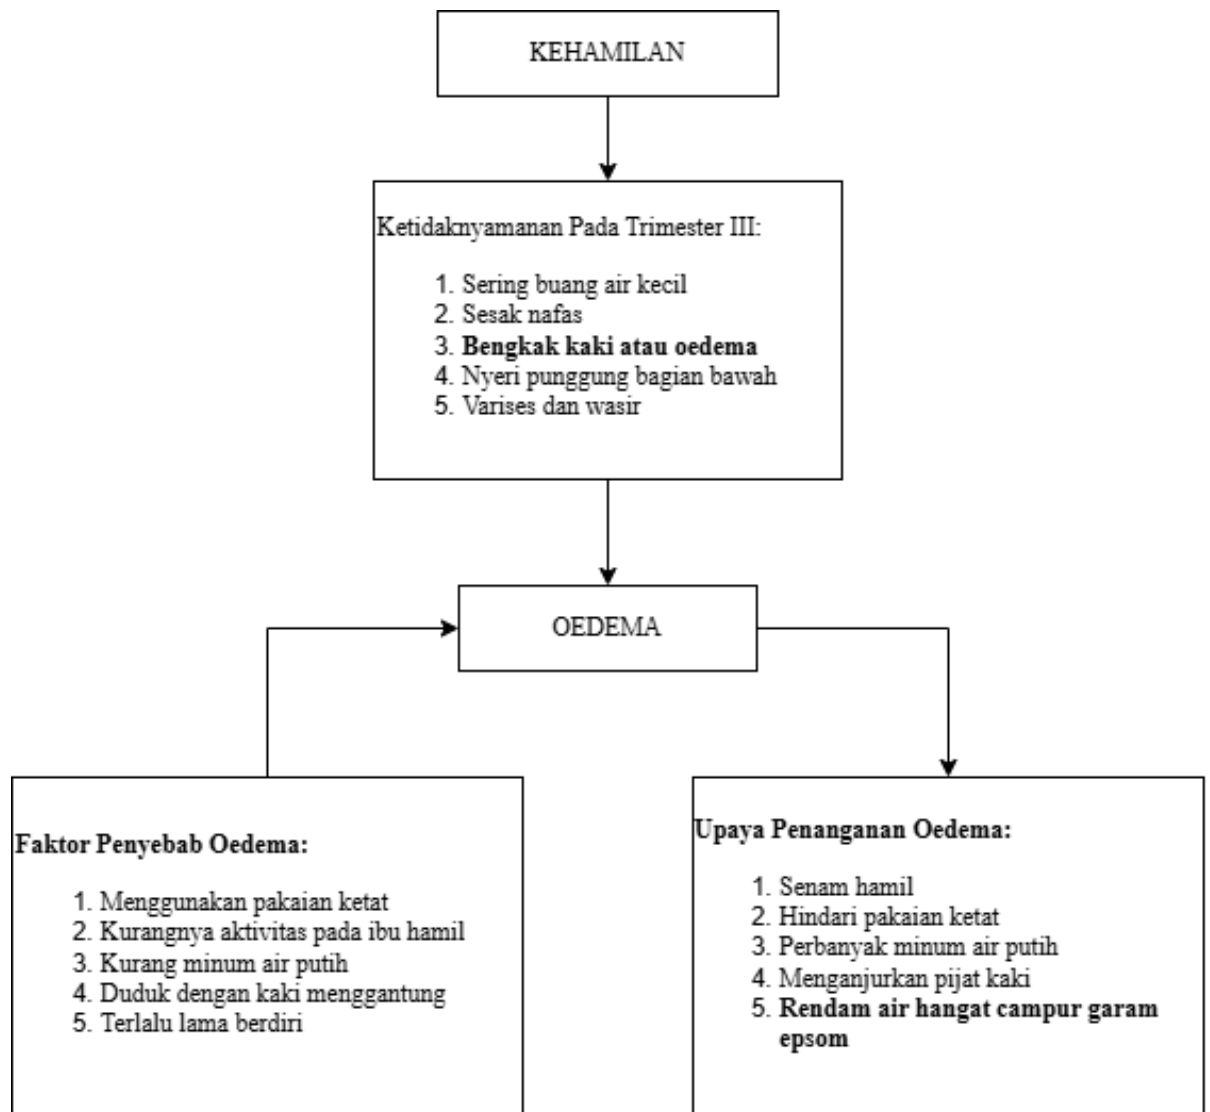 KEHAMILAN
Ketidaknyamanan Pada Trimester III:
1. Sering buang air kecil
2. Sesak nafas
3. Bengkak kaki atau oedema
4. Nyeri punggung bagian bawah
5. Varises dan wasir
OEDEMA
Faktor Penyebab Oedema:
1. Menggunakan pakaian ketat
2. Kurangnya aktivitas pada ibu hamil
3. Kurang minum air putih
4. Duduk dengan kaki menggantung
5. Terlalu lama berdiri
Upaya Penanganan Oedema:
1. Senam hamil
2. Hindari pakaian ketat
3. Perbanyak minum air putih
4. Menganjurkan pijat kaki
5. Rendam air hangat campur garam
epsom